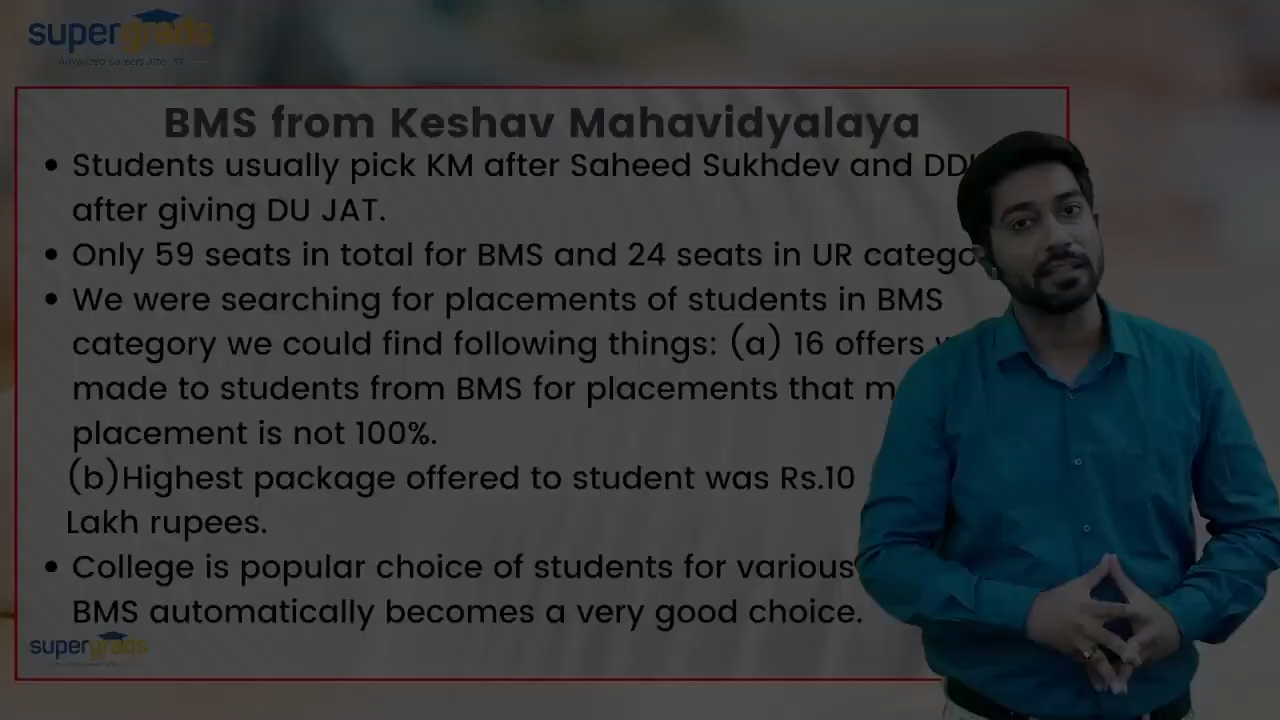 supergrads
Advanced Careers after XII
BMS from Keshav Mahavidyalaya
• Students usually pick KM after Saheed Sukhdev and
after giving DU JAT.
• Only 59 seats in total for BMS and 24 seats in UR
• We were searching for placements of students in BMS
category we could find following things: (a) 16 offers
made to students from BMS for placements that
placement is not 100%.
(b)Highest package offered to student was Rs.10
Lakh rupees.
• College is popular choice of students for various
BMS automatically becomes a very good choice.
supergrads